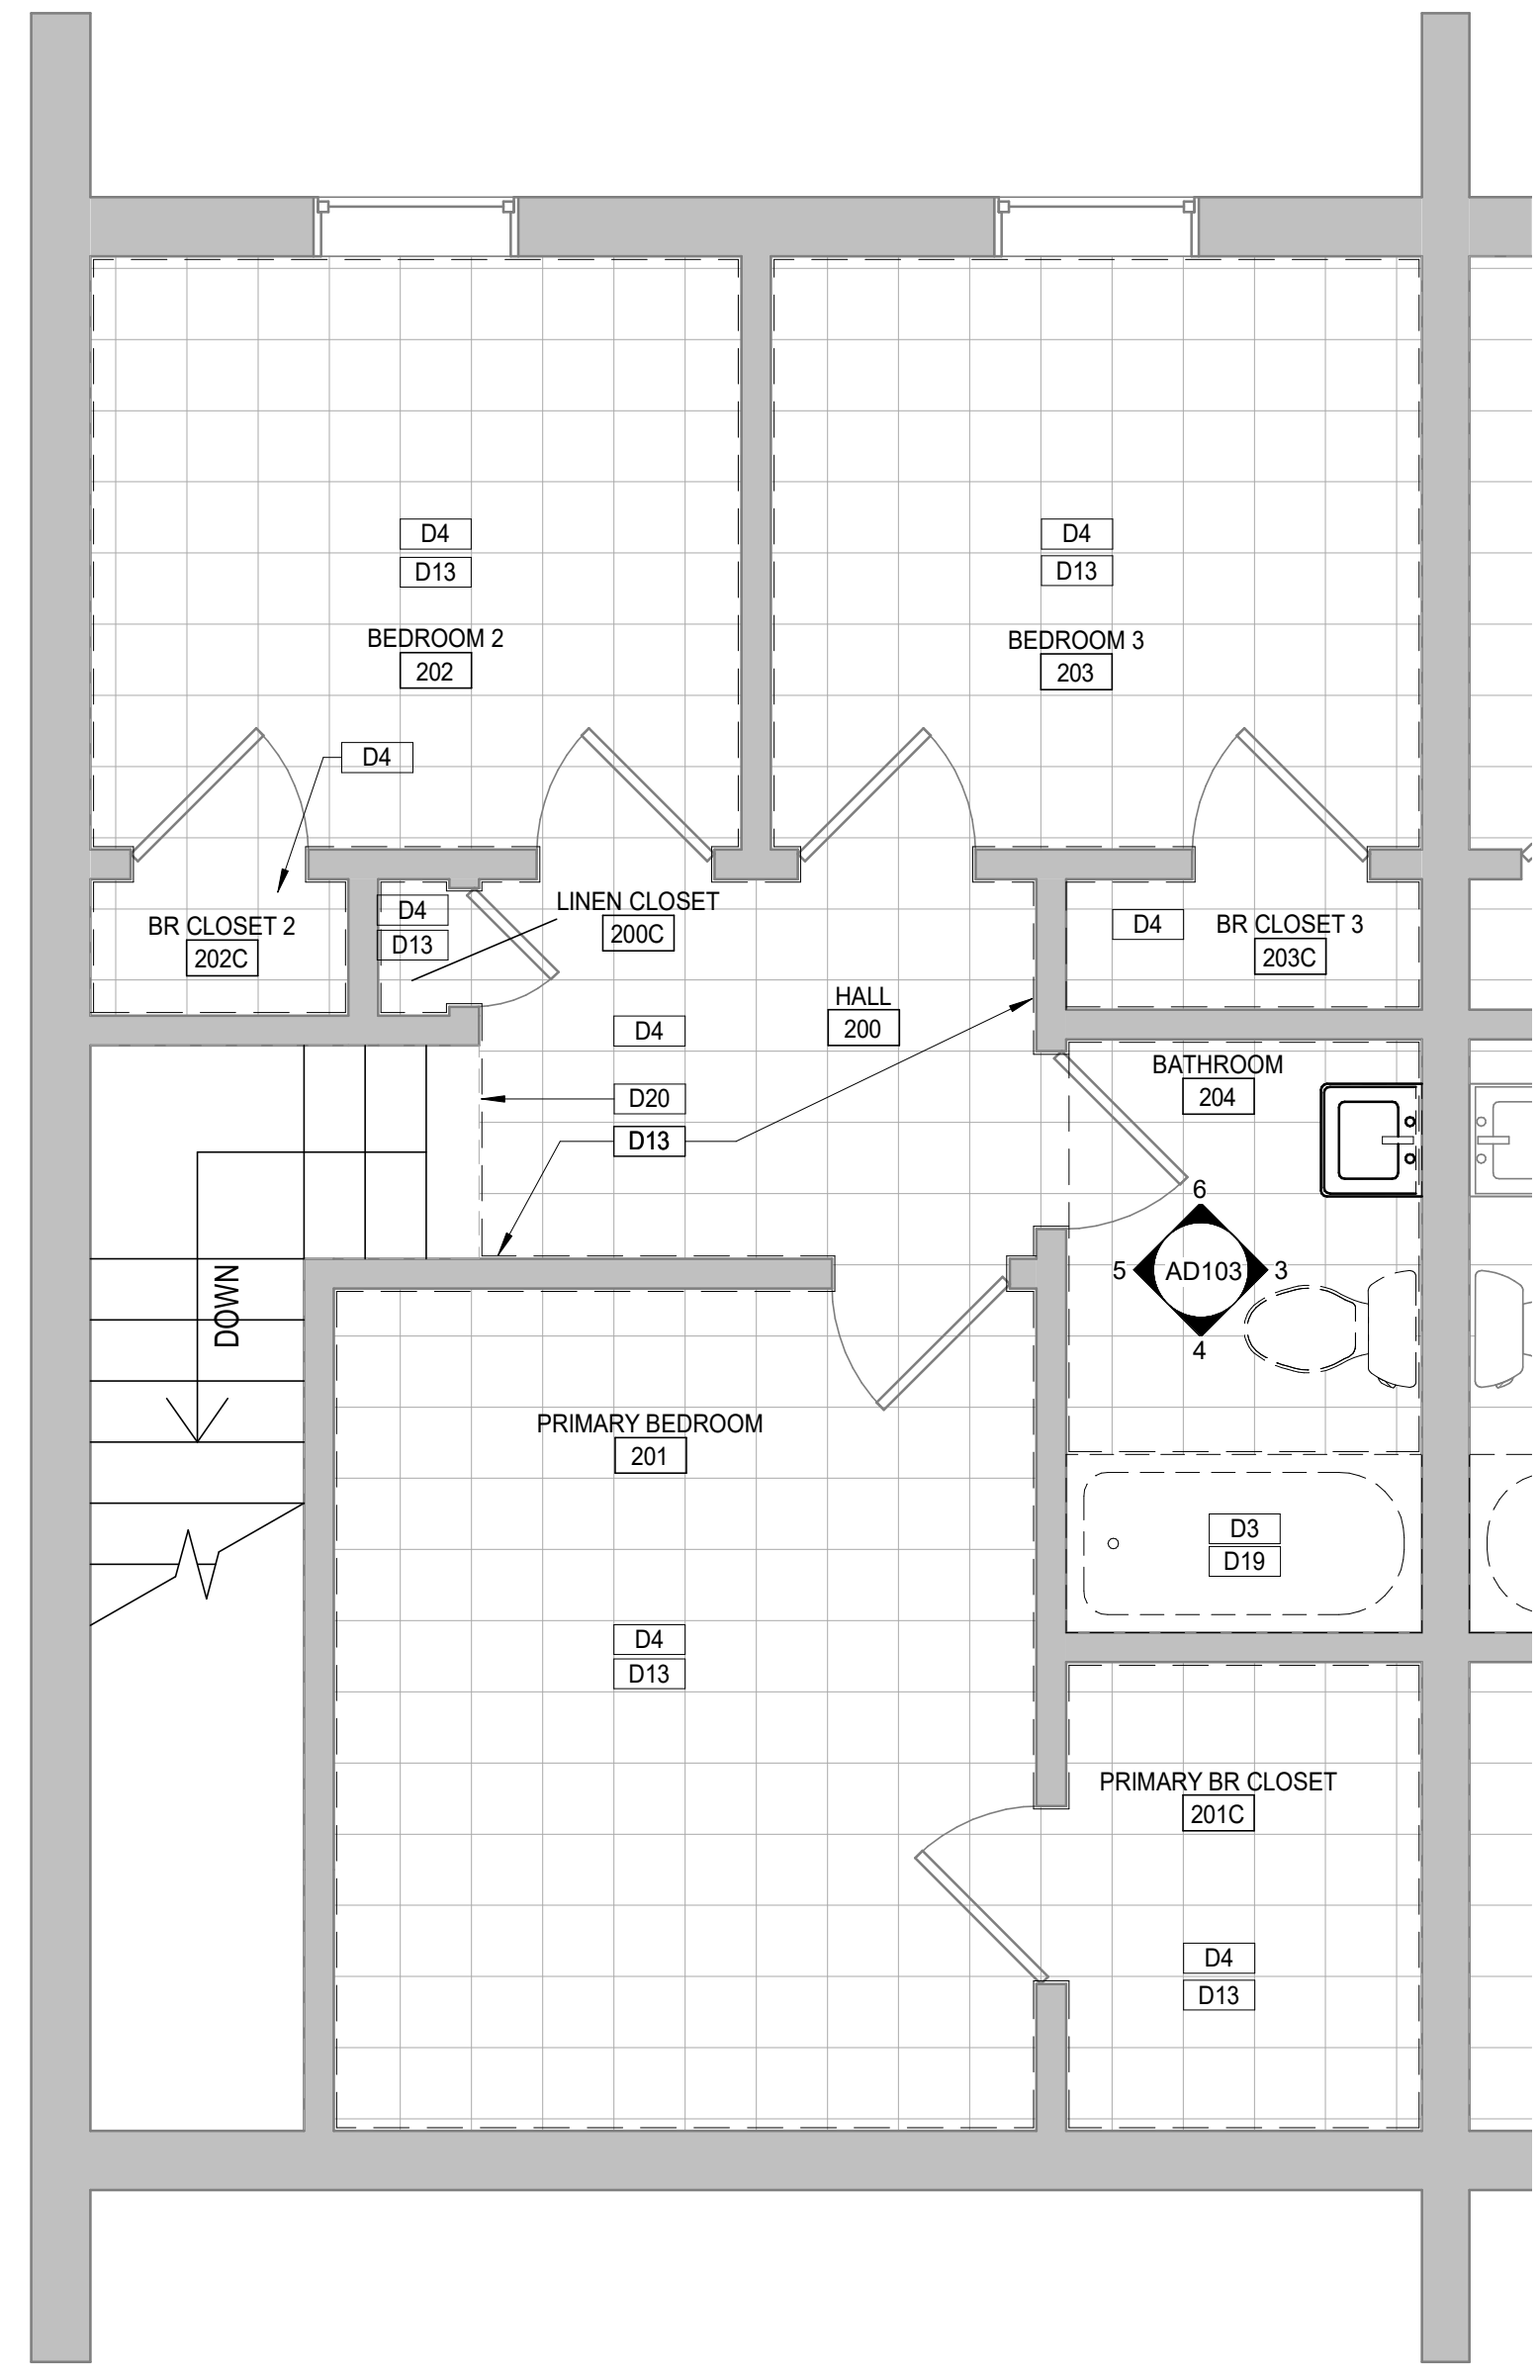 D4
D13
BEDROOM 2
202
D4
D13
BEDROOM 3
203
D4
BR CLOSET 2
202C
D4
D13
LINEN CLOSET
200C
D4
BR CLOSET 3
203C
HALL
200
D4
D20
D13
BATHROOM
204
6
5
AD103
3
4
DOWN
PRIMARY BEDROOM
201
D3
D19
D4
D13
PRIMARY BR CLOSET
201C
D4
D13